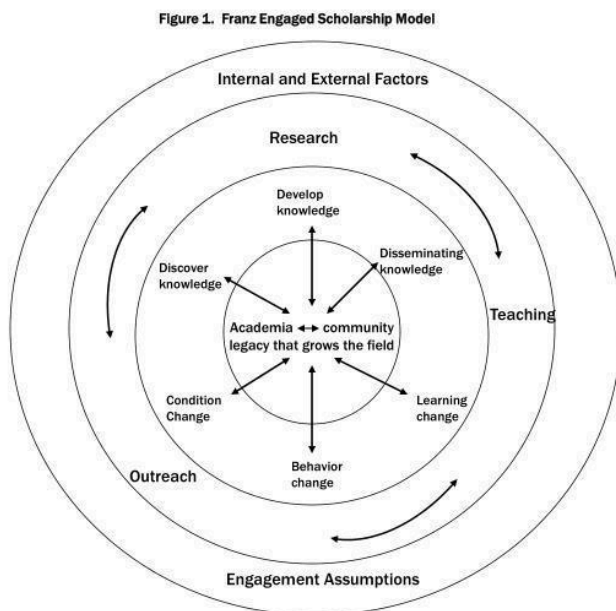 Figure 1. Franz Engaged Scholarship Model
Internal and External Factors
Research
Develop
knowledge
Disseminating
knowledge
Discover
knowledge
Teaching
Academia community
legacy that grows the field
Condition
Change
Learning
change
Behavior
change
Outreach
Engagement Assumptions